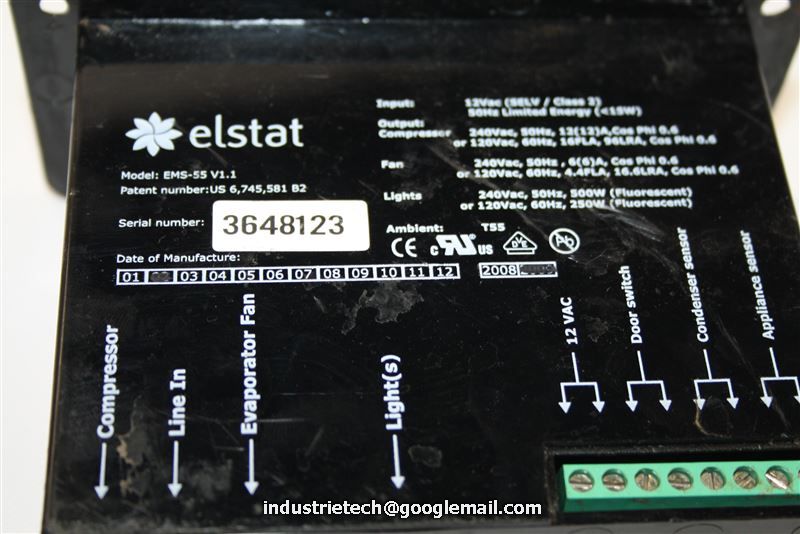 elstat
Model: EMS-55 V1.1
Patent number:US 6,745,581 B2
Serial number: 3648123
Date of Manufacture:
01 03 04 05 06 07 08 09 10 11 12 2008
Input: 12Vac (SELV / Class 2)
50Hz Limited Energy (<15W)
Output:
Compressor 240Vac, 50Hz, 12(12)A,Cos Phi 0.6
or 120Vac, 60Hz, 16FLA, 96LRA, Cos Phi 0.6
Fan 240Vac, 50Hz , 6(6)A, Cos Phi 0.6
or 120Vac, 60Hz, 4.4FLA, 16.6LRA, Cos Phi 0.6
Lights 240Vac, 50Hz, 500W (Fluorescent)
or 120Vac, 60Hz, 250W (Fluorescent)
Ambient: T55
CE c RU US
Compressor
Line In
Evaporator Fan
Light(s)
12 VAC
Door switch
Condenser sensor
Appliance sensor
industrietech@googlemail.com